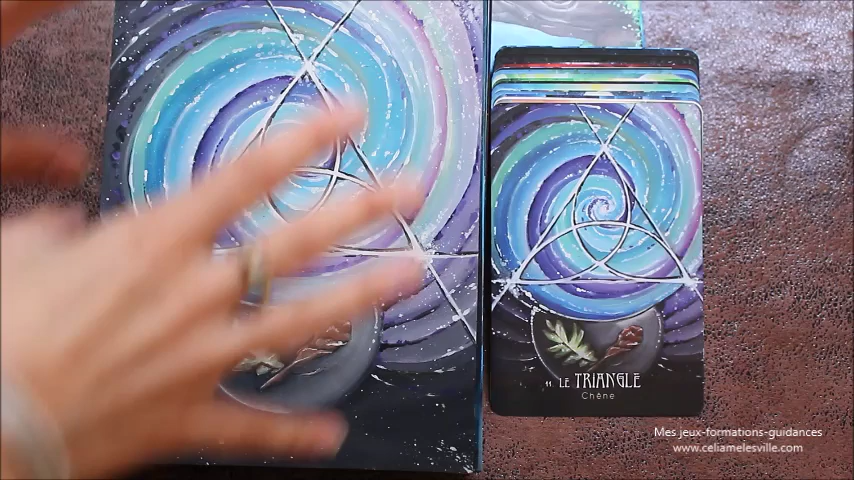 11 LE TRIANGLE
Chêne
Mes jeux-formations-guidances
www.celiamelesville.com